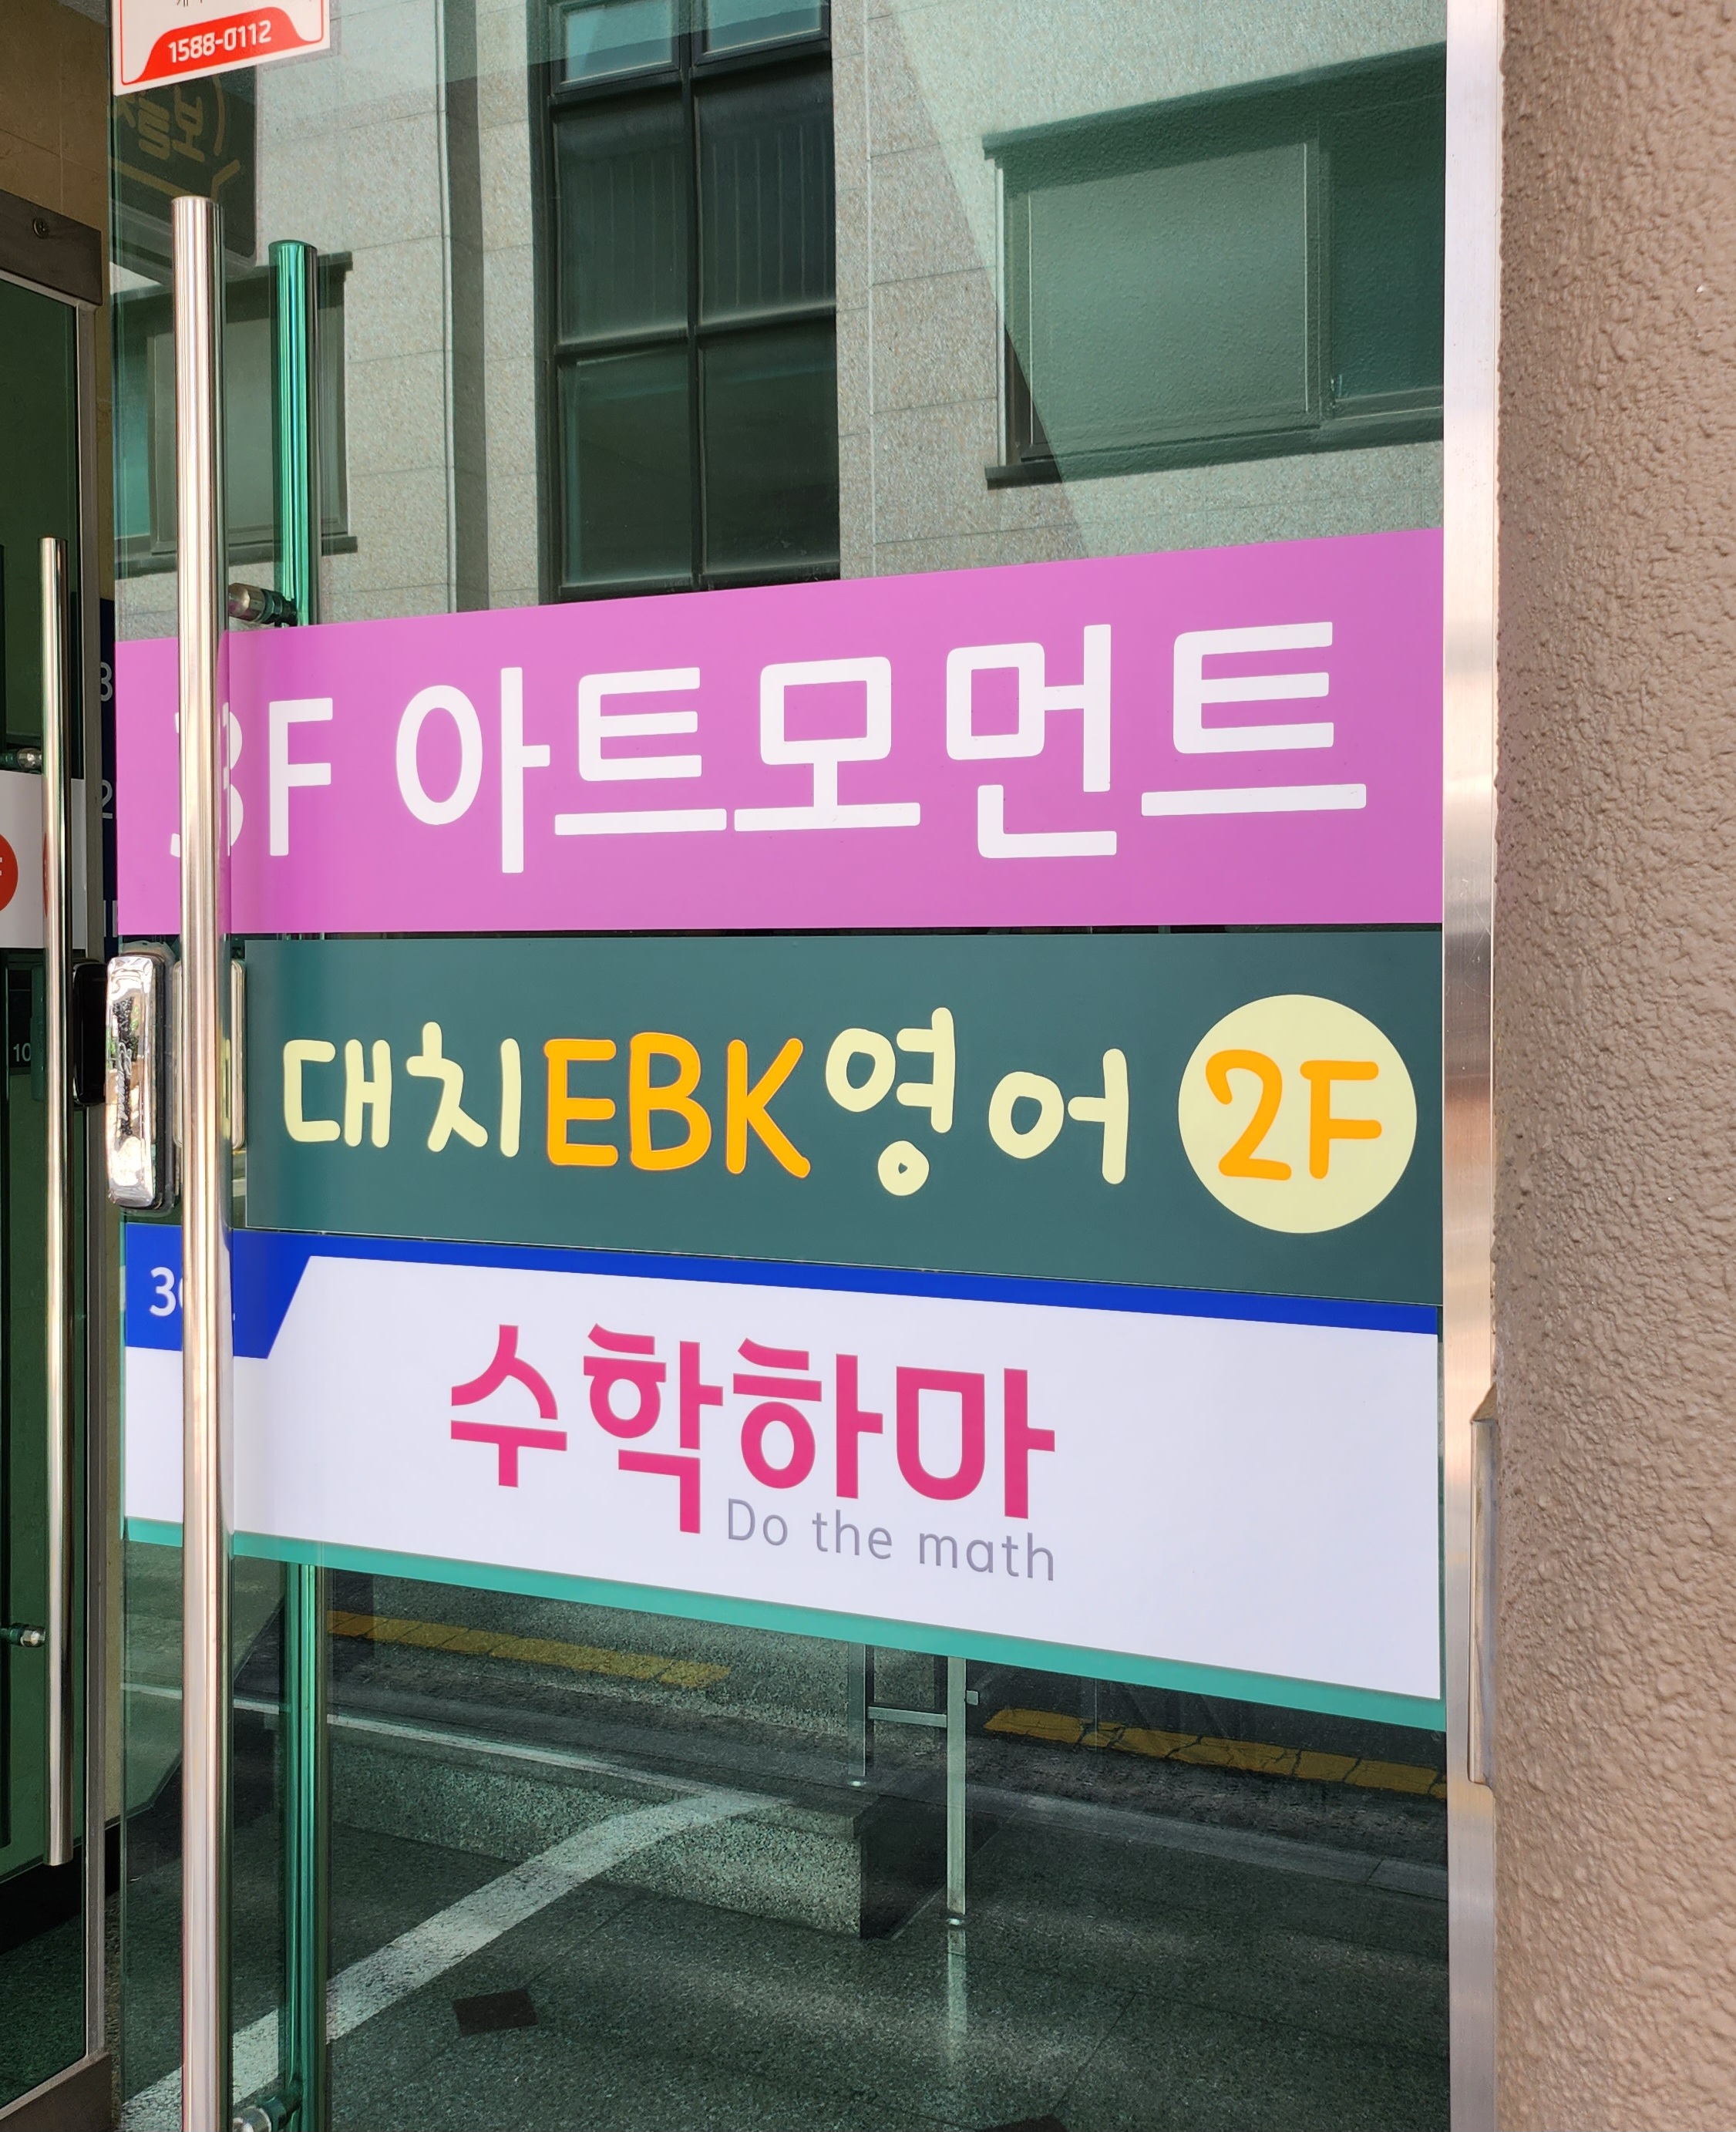 1588-0112
3F 아트모먼트
대치EBK영어 2F
수학하마
Do the math